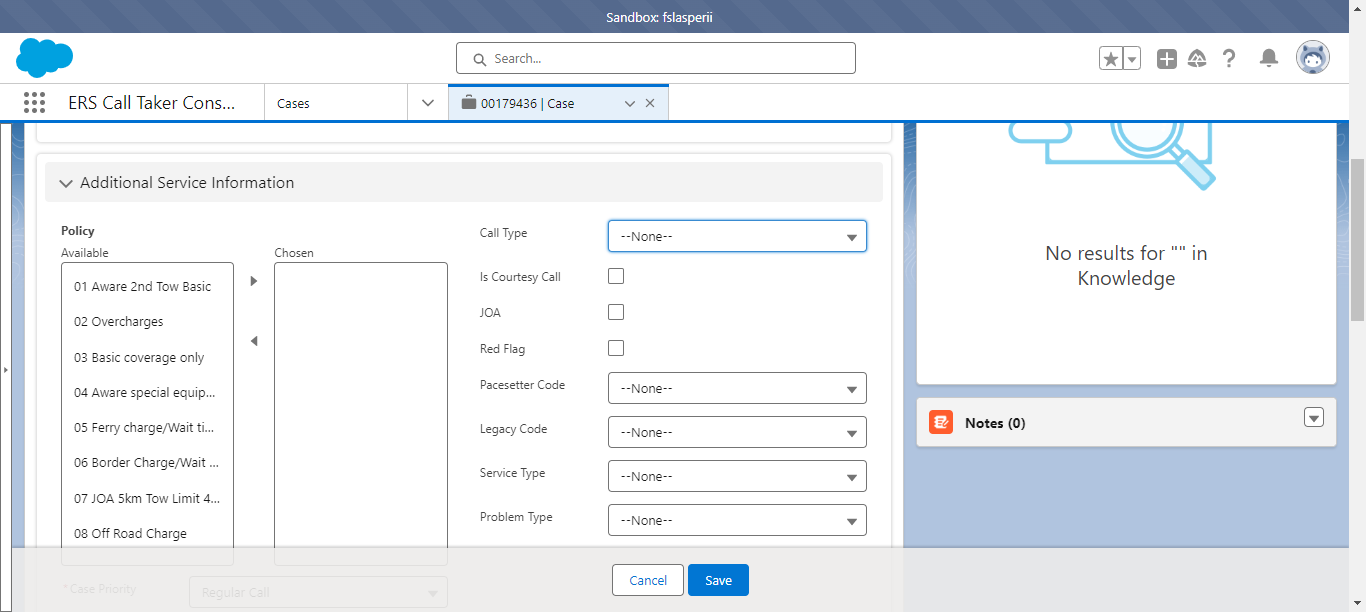 Sandbox: fslasperii
Search...
ERS Call Taker Cons...
Cases
00179436 | Case
Additional Service Information
Policy
Available
Chosen
01 Aware 2nd Tow Basic
02 Overcharges
03 Basic coverage only
04 Aware special equip...
05 Ferry charge/Wait ti...
06 Border Charge/Wait ...
07 JOA 5km Tow Limit 4...
08 Off Road Charge
Call Type
--None--
Is Courtesy Call
JOA
Red Flag
Pacesetter Code
--None--
Legacy Code
--None--
Service Type
--None--
Problem Type
--None--
* Case Priority
Regular Call
Cancel
Save
No results for "" in
Knowledge
Notes (0)